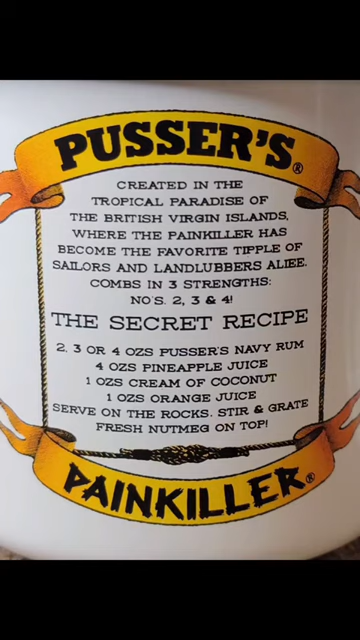 PUSSER'S®
CREATED IN THE
TROPICAL PARADISE OF
THE BRITISH VIRGIN ISLANDS,
WHERE THE PAINKILLER HAS
BECOME THE FAVORITE TIPPLE OF
SAILORS AND LANDLUBBERS ALIEE.
COMBS IN 3 STRENGTHS:
NO'S. 2, 3 & 4!
THE SECRET RECIPE
2, 3 OR 4 OZS PUSSER'S NAVY RUM
4 OZS PINEAPPLE JUICE
1 OZS CREAM OF COCONUT
1 OZS ORANGE JUICE
SERVE ON THE ROCKS. STIR & GRATE
FRESH NUTMEG ON TOP!
PAINKILLER®